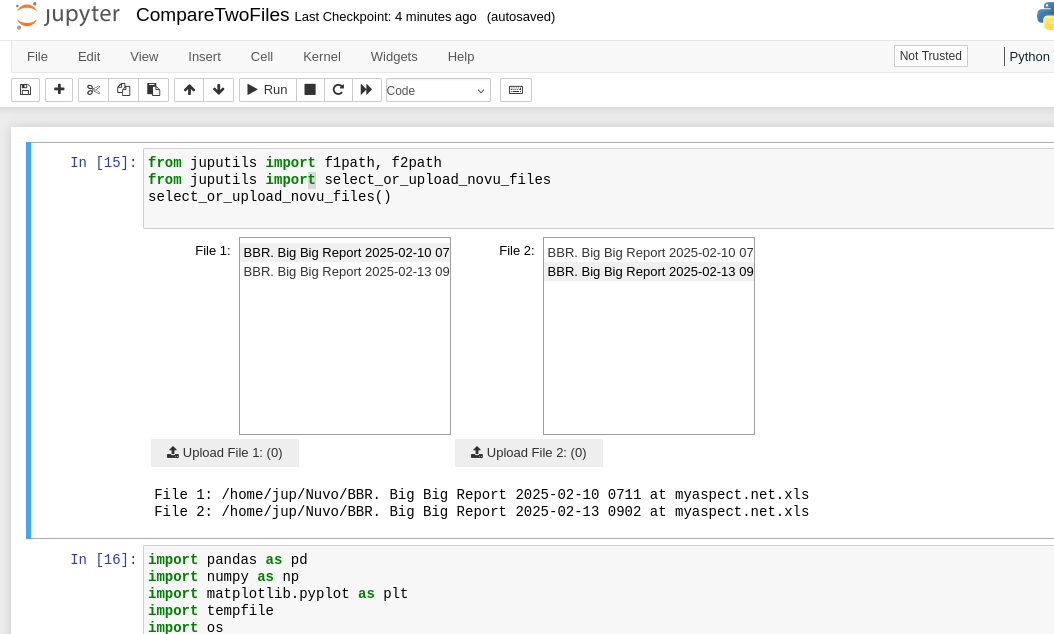 jupyter CompareTwoFiles Last Checkpoint: 4 minutes ago (autosaved)
File Edit View Insert Cell Kernel Widgets Help Not Trusted Python
Run Code
In [15]: from juputils import f1path, f2path
from juputils import select_or_upload_novu_files
select_or_upload_novu_files()
File 1: File 2:
BBR. Big Big Report 2025-02-10 07 BBR. Big Big Report 2025-02-10 07
BBR. Big Big Report 2025-02-13 09 BBR. Big Big Report 2025-02-13 09
Upload File 1: (0) Upload File 2: (0)
File 1: /home/jup/Nuvo/BBR. Big Big Report 2025-02-10 0711 at myaspect.net.xls
File 2: /home/jup/Nuvo/BBR. Big Big Report 2025-02-13 0902 at myaspect.net.xls
In [16]: import pandas as pd
import numpy as np
import matplotlib.pyplot as plt
import tempfile
import os